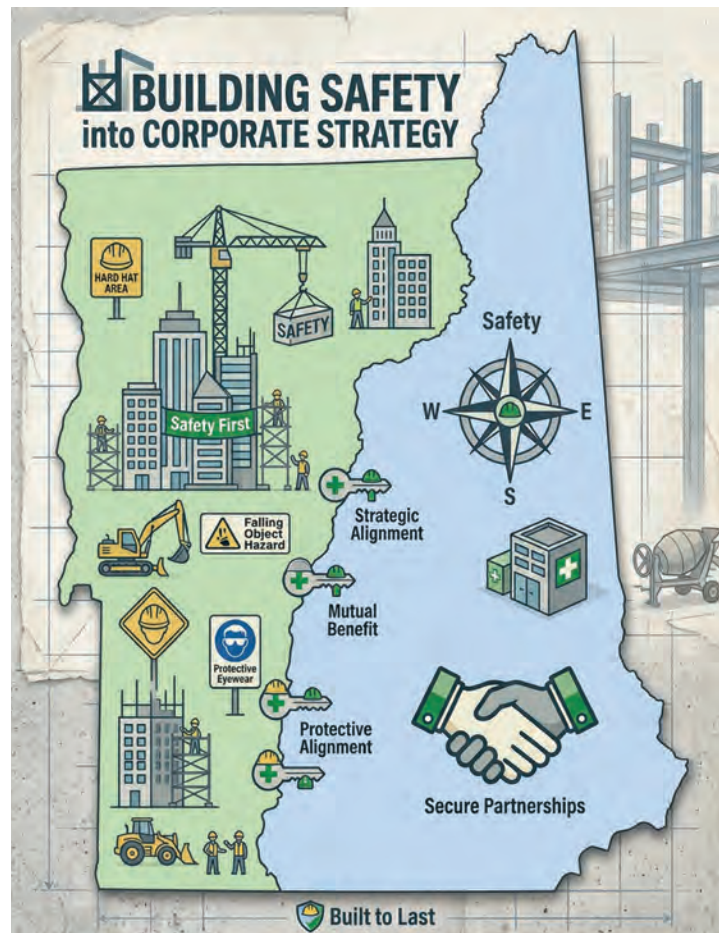 BUILDING SAFETY
into CORPORATE STRATEGY
HARD HAT
AREA
SAFETY
Safety First
Safety
W
E
S
Strategic
Alignment
Falling
Object
Hazard
Mutual
Benefit
Protective
Eyewear
Protective
Alignment
Secure Partnerships
Built to Last